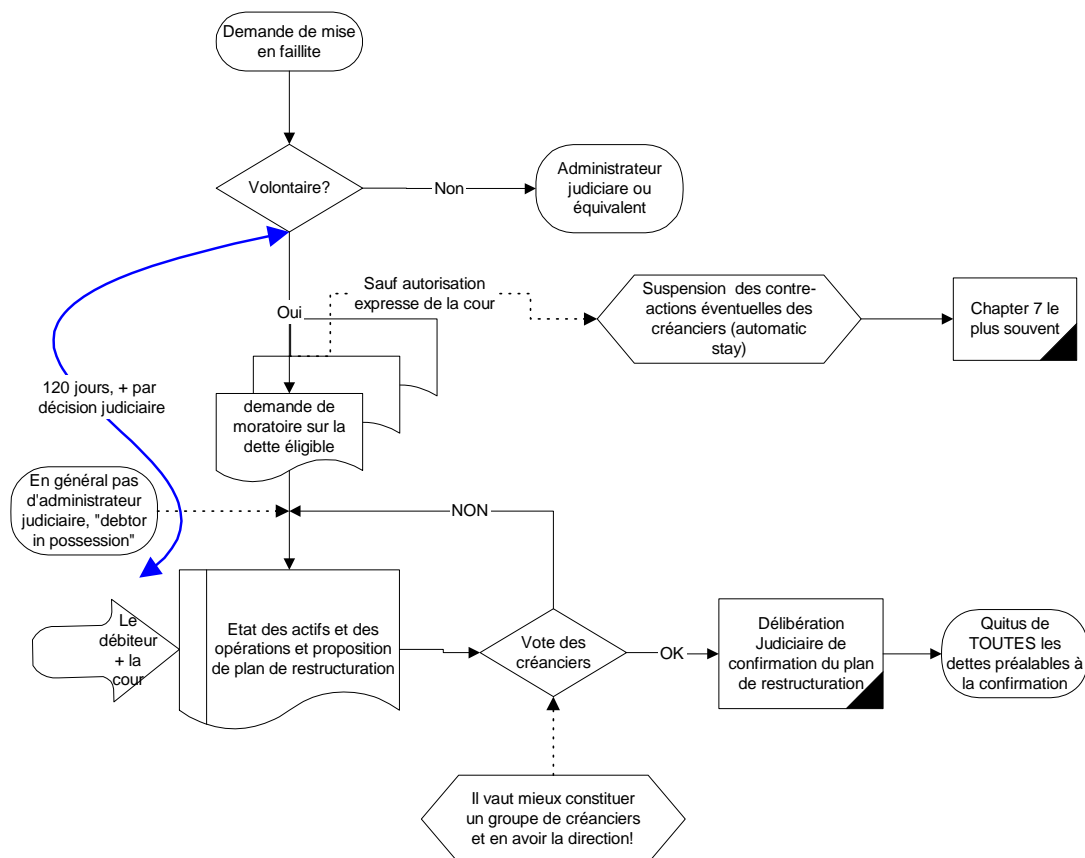 Demande de mise
en faillite
Volontaire?
Non
Administrateur
judiciare ou
équivalent
Sauf autorisation
expresse de la cour
Suspension des contre-
actions éventuelles des
créanciers (automatic
stay)
Chapter 7 le
plus souvent
Oui
120 jours, + par
décision judiciaire
demande de
moratoire sur la
dette éligible
En général pas
d'administrateur
judiciaire, "debtor
in possession"
NON
Le
débiteur
+ la
cour
Etat des actifs et des
opérations et proposition
de plan de restructuration
Vote des
créanciers
OK
Délibération
Judiciaire de
confirmation du plan
de restructuration
Quitus de
TOUTES les
dettes préalables à
la confirmation
Il vaut mieux constituer
un groupe de créanciers
et en avoir la direction!